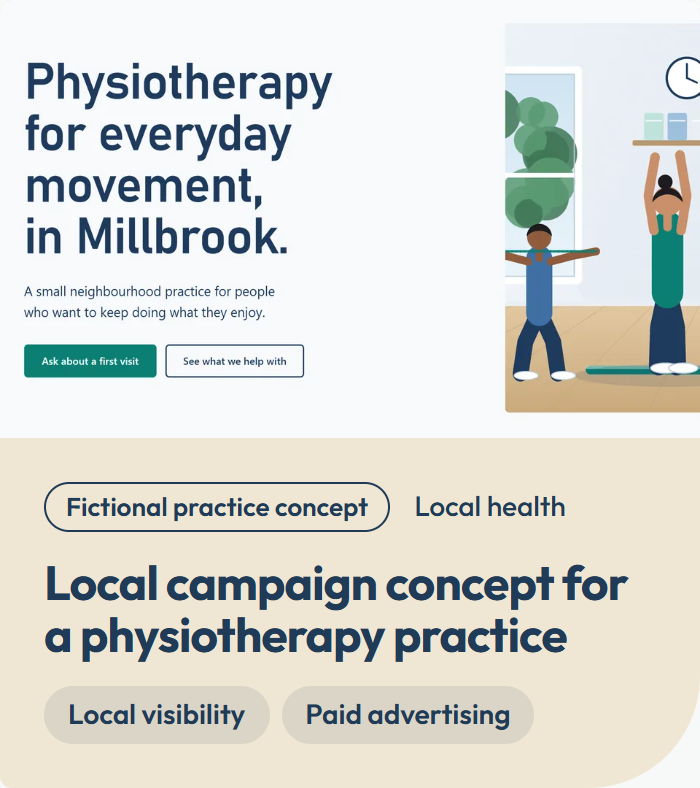 Physiotherapy
for everyday
movement,
in Millbrook.
A small neighbourhood practice for people
who want to keep doing what they enjoy.
Ask about a first visit
See what we help with
Fictional practice concept
Local health
Local campaign concept for
a physiotherapy practice
Local visibility
Paid advertising